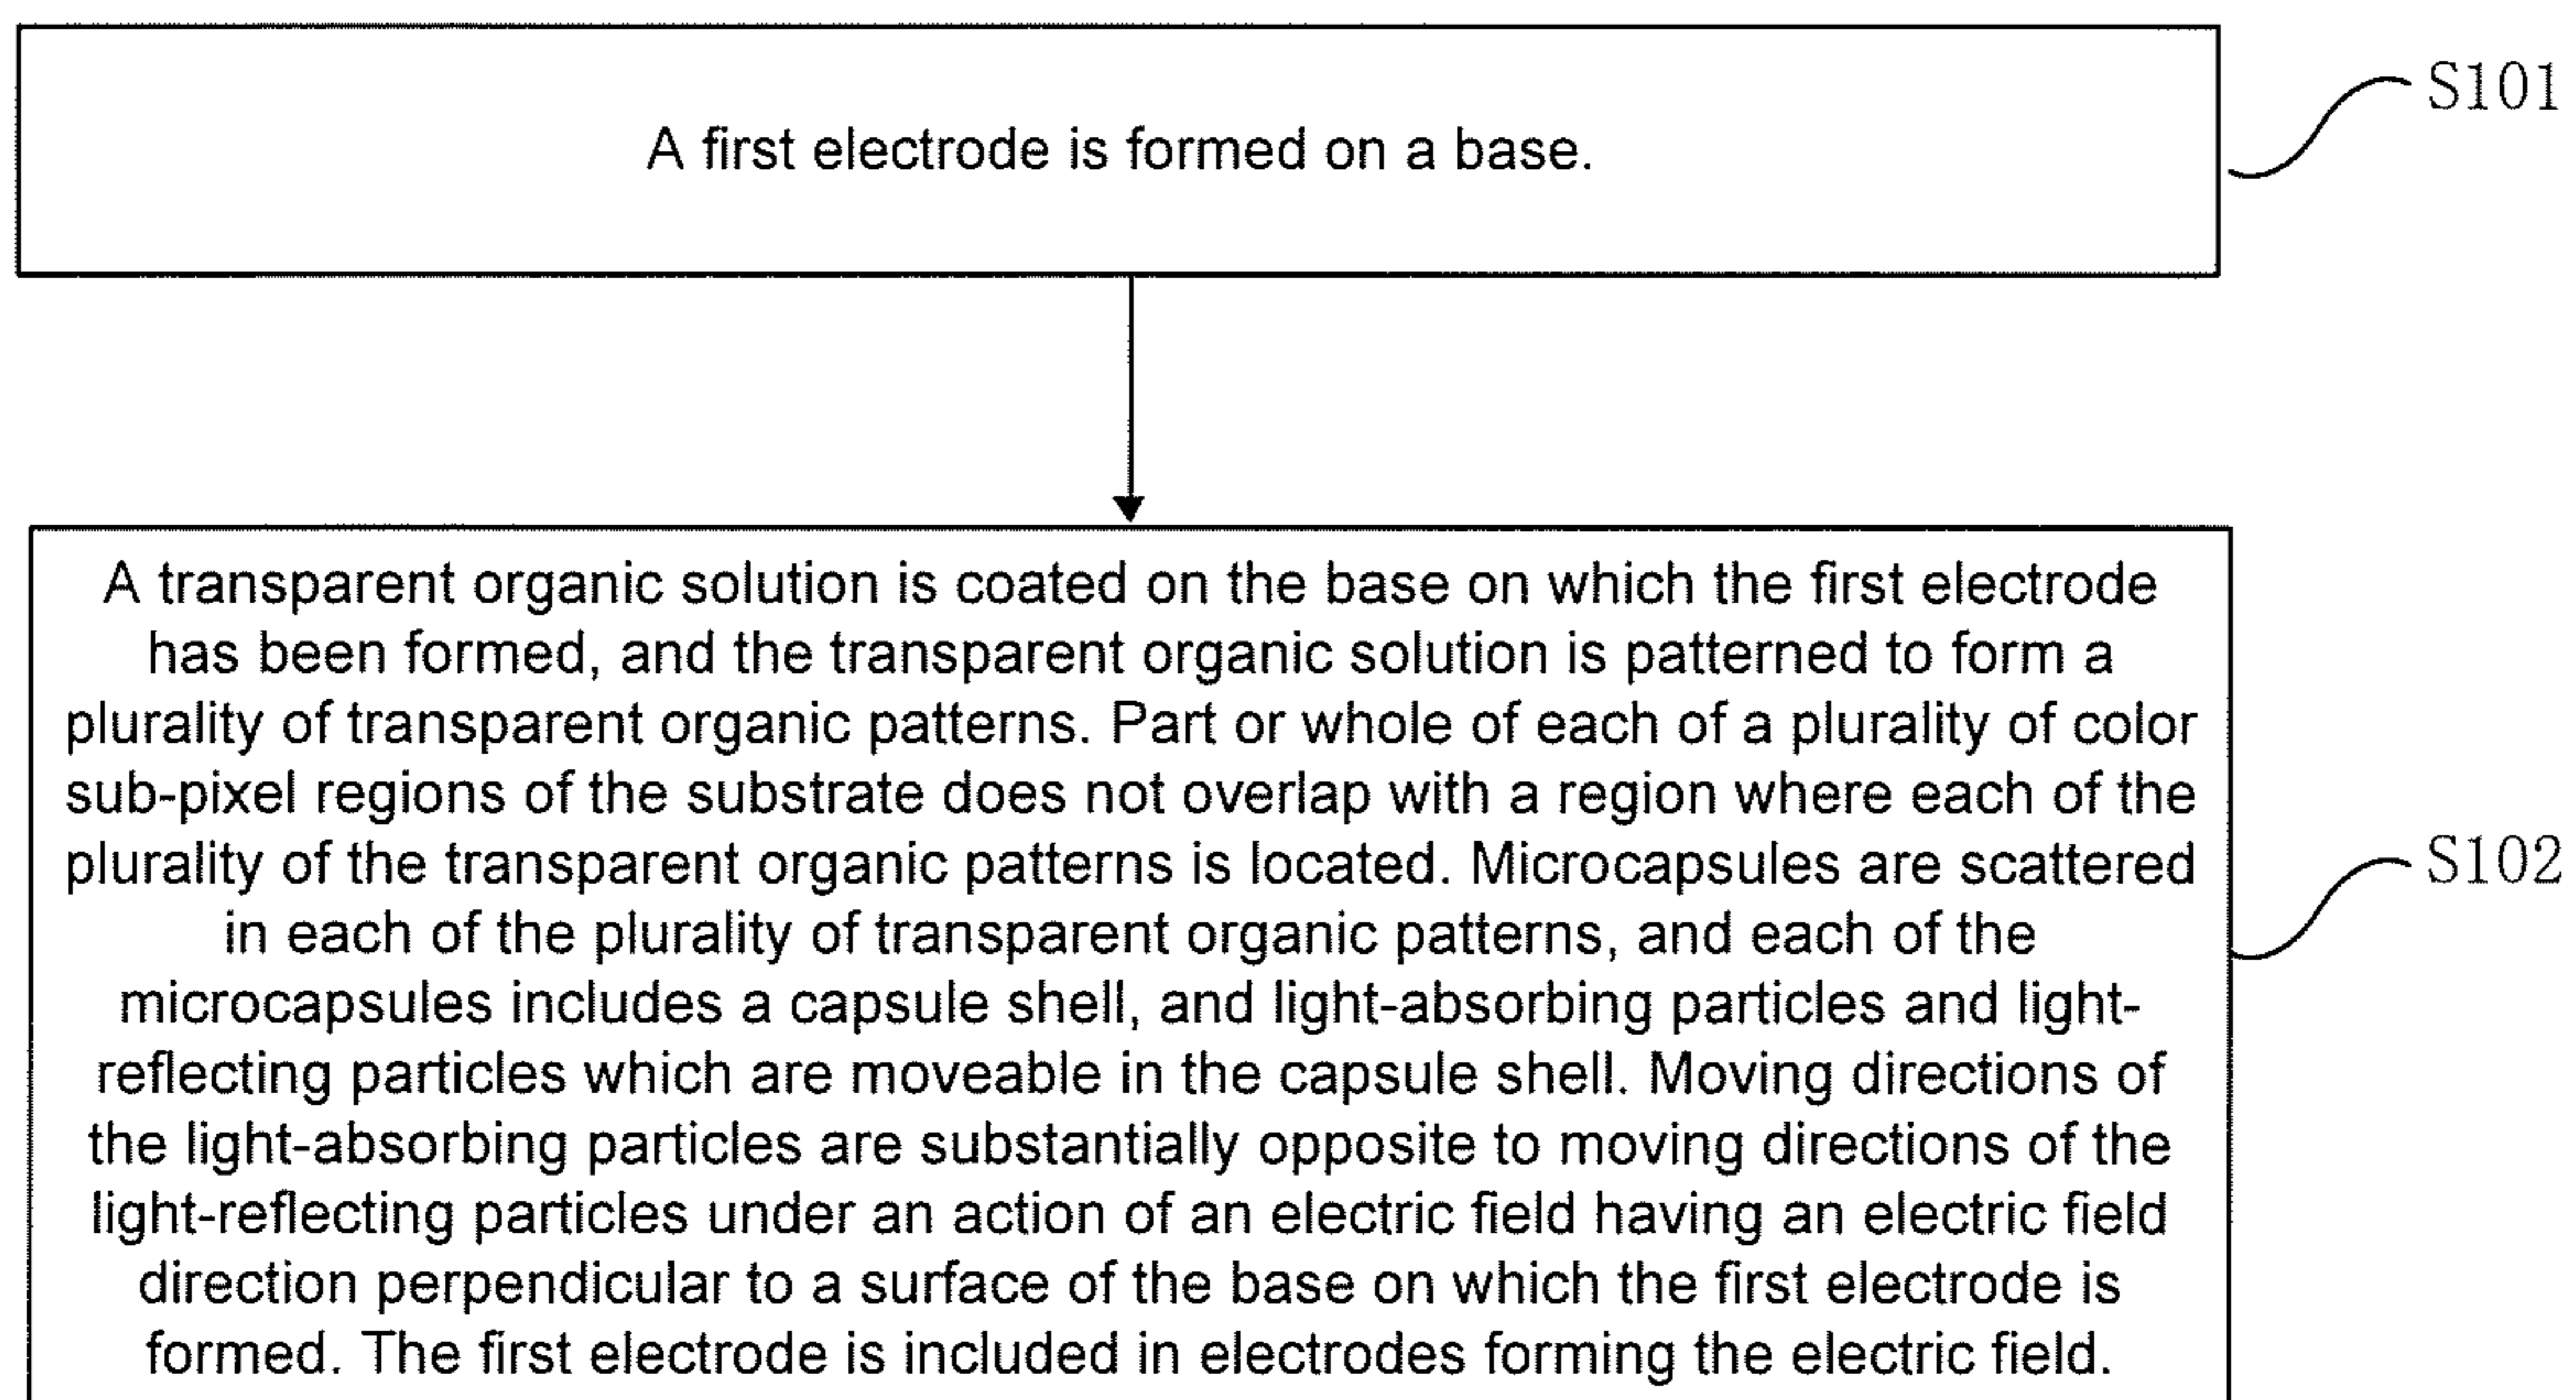 A first electrode is formed on a base.
S101
A transparent organic solution is coated on the base on which the first electrode
has been formed, and the transparent organic solution is patterned to form a
plurality of transparent organic patterns. Part or whole of each of a plurality of color
sub-pixel regions of the substrate does not overlap with a region where each of the
plurality of the transparent organic patterns is located. Microcapsules are scattered
in each of the plurality of transparent organic patterns, and each of the
microcapsules includes a capsule shell, and light-absorbing particles and light-
reflecting particles which are moveable in the capsule shell. Moving directions of
the light-absorbing particles are substantially opposite to moving directions of the
light-reflecting particles under an action of an electric field having an electric field
direction perpendicular to a surface of the base on which the first electrode is
formed. The first electrode is included in electrodes forming the electric field.
S102